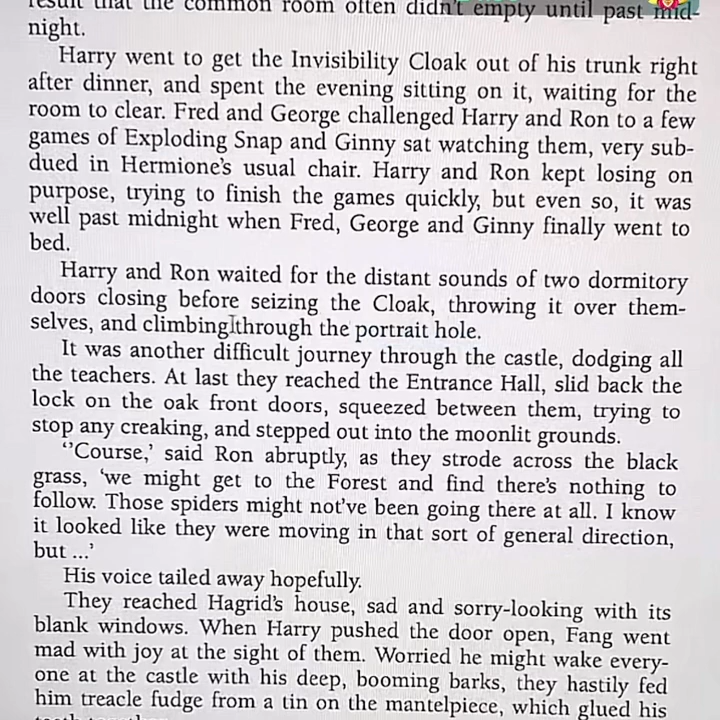 result that the common room often didn't empty until past mid-
night.
Harry went to get the Invisibility Cloak out of his trunk right
after dinner, and spent the evening sitting on it, waiting for the
room to clear. Fred and George challenged Harry and Ron to a few
games of Exploding Snap and Ginny sat watching them, very sub-
dued in Hermione's usual chair. Harry and Ron kept losing on
purpose, trying to finish the games quickly, but even so, it was
well past midnight when Fred, George and Ginny finally went to
bed.
Harry and Ron waited for the distant sounds of two dormitory
doors closing before seizing the Cloak, throwing it over them-
selves, and climbing through the portrait hole.
It was another difficult journey through the castle, dodging all
the teachers. At last they reached the Entrance Hall, slid back the
lock on the oak front doors, squeezed between them, trying to
stop any creaking, and stepped out into the moonlit grounds.
‘’Course,’ said Ron abruptly, as they strode across the black
grass, ‘we might get to the Forest and find there's nothing to
follow. Those spiders might not've been going there at all. I know
it looked like they were moving in that sort of general direction,
but ...’
His voice tailed away hopefully.
They reached Hagrid's house, sad and sorry-looking with its
blank windows. When Harry pushed the door open, Fang went
mad with joy at the sight of them. Worried he might wake every-
one at the castle with his deep, booming barks, they hastily fed
him treacle fudge from a tin on the mantelpiece, which glued his